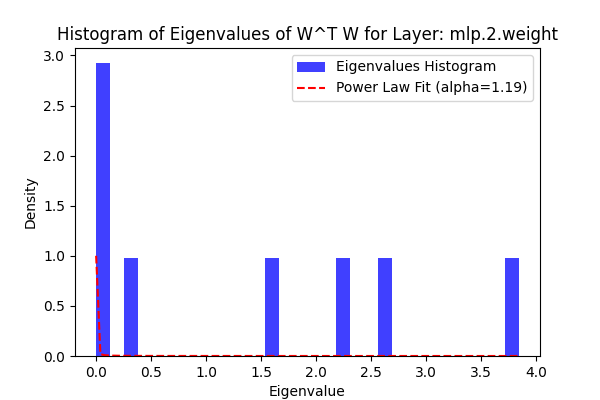 Histogram of Eigenvalues of W^T W for Layer: mlp.2.weight
Eigenvalues Histogram
Power Law Fit (alpha=1.19)
Density
3.0
2.5
2.0
1.5
1.0
0.5
0.0
0.0 0.5 1.0 1.5 2.0 2.5 3.0 3.5 4.0
Eigenvalue